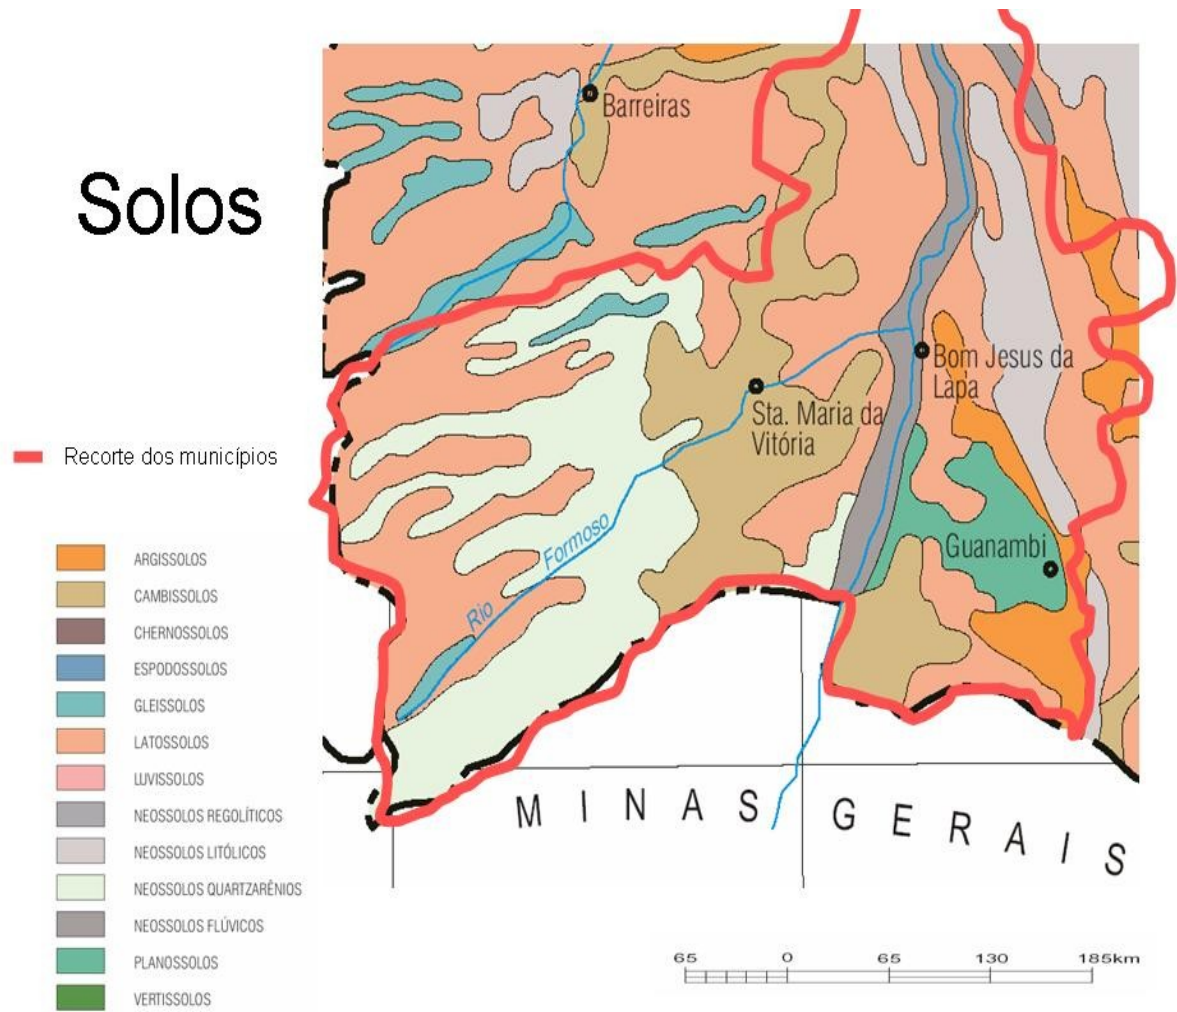 Solos
Recorte dos municípios
ARGISSOLOS
CAMBISSOLOS
CHERNOSSOLOS
ESPODOSSOLOS
GLEISSOLOS
LATOSSOLOS
LUVISSOLOS
NEOSSOLOS REGOLÍTICOS
NEOSSOLOS LITÓLICOS
NEOSSOLOS QUARTZARÊNIOS
NEOSSOLOS FLÚVICOS
PLANOSSOLOS
VERTISSOLOS
Barreiras
Bom Jesus da
Lapa
Sta. Maria da
Vitória
Guanambi
Rio Formoso
MINAS GERAIS
65 0 65 130 185km